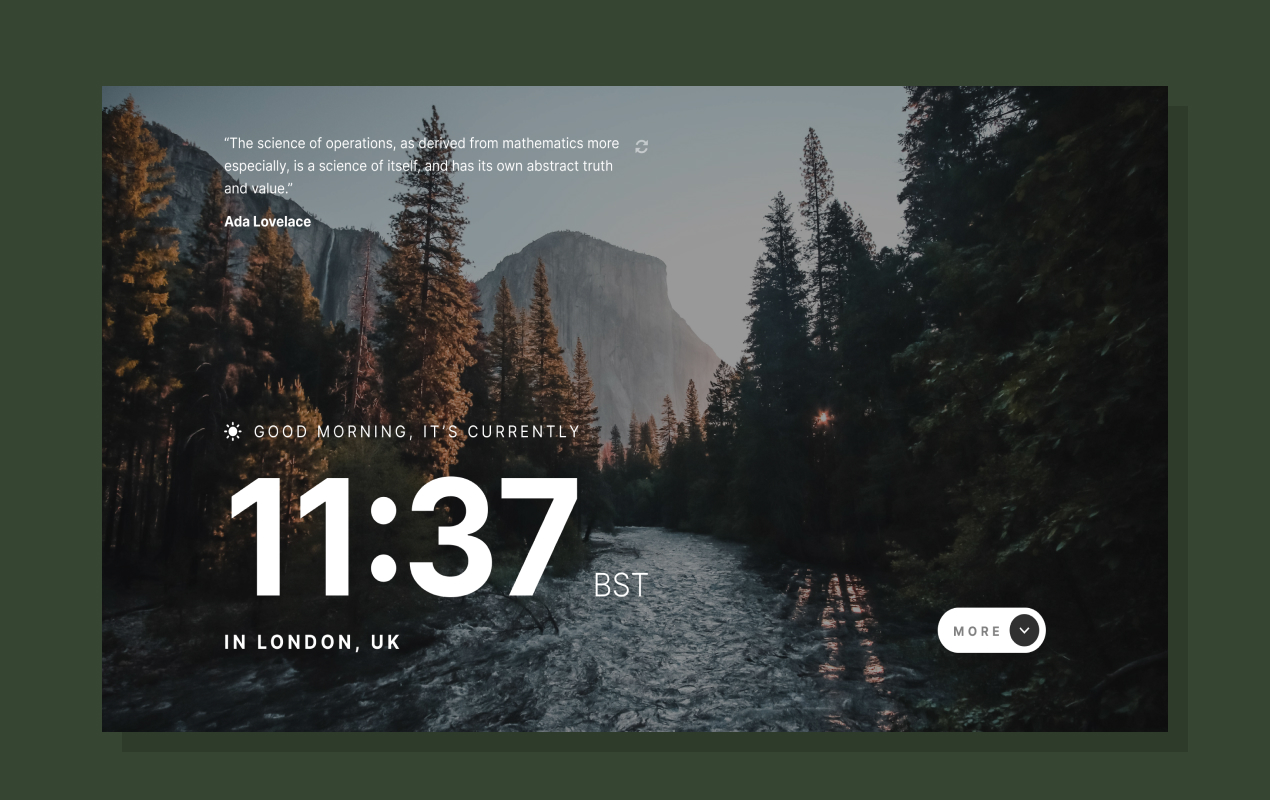 “The science of operations, as derived from mathematics more
especially, is a science of itself, and has its own abstract truth
and value.”
Ada Lovelace
GOOD MORNING, IT’S CURRENTLY
11:37 BST
IN LONDON, UK
MORE